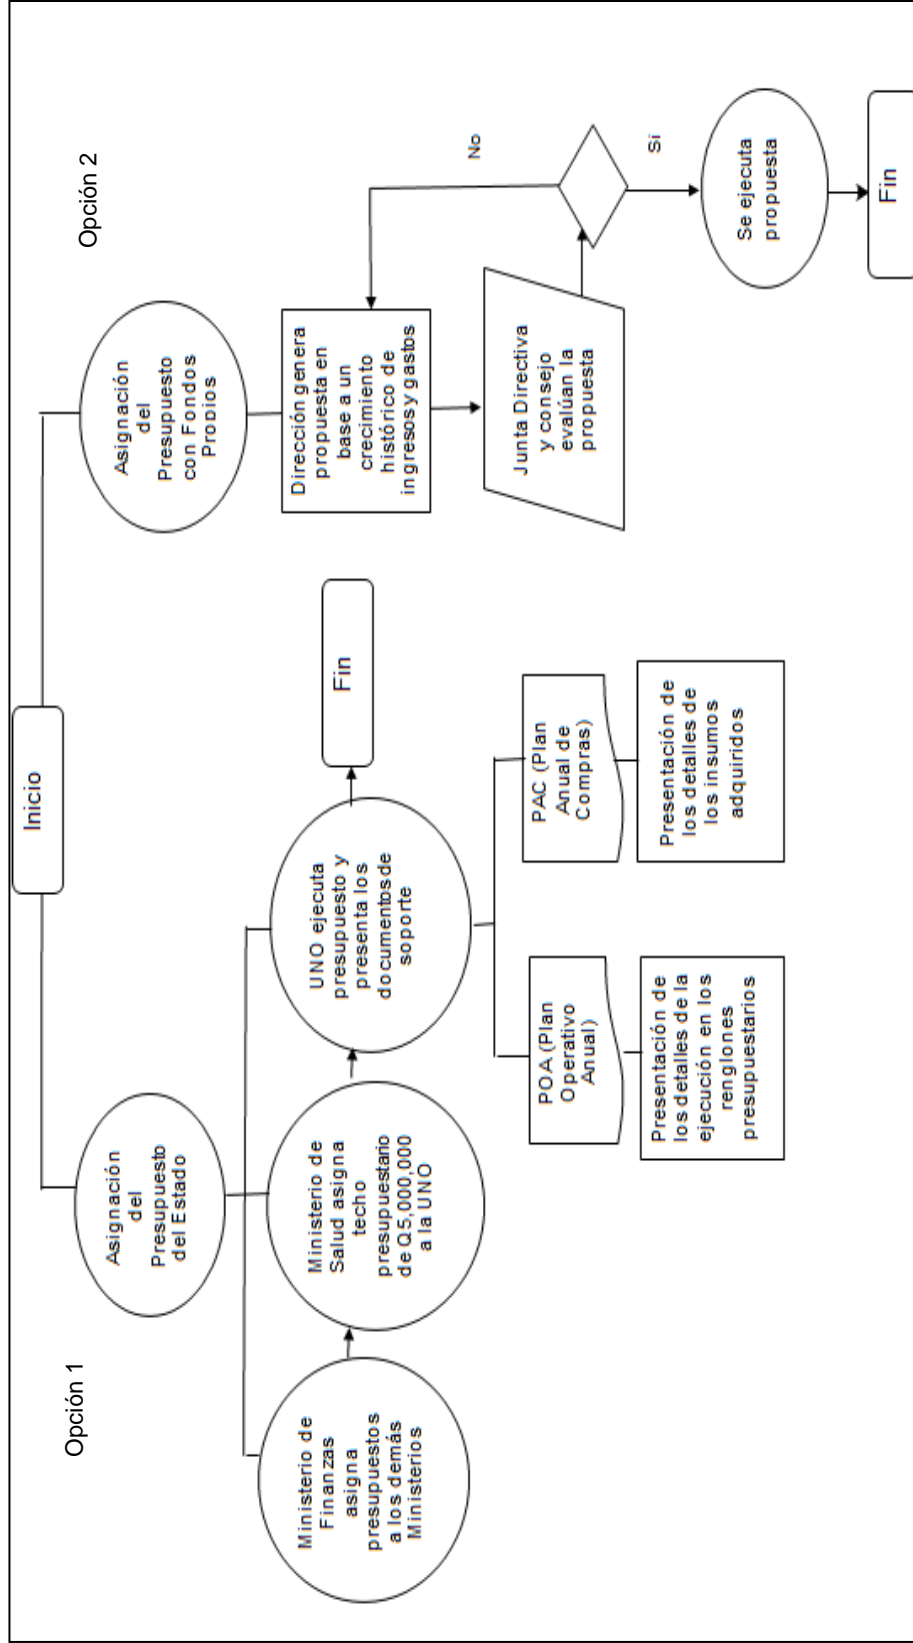 Inicio
Opción 1
Asignación
del
Presupuesto
del Estado
Ministerio de
Finanzas
asigna
presupuestos
a los demás
Ministerios
Ministerio de
Salud asigna
techo
presupuestario
de Q5,000,000
a la UNO
UNO ejecuta
presupuesto y
presenta los
documentos de
soporte
Fin
POA (Plan
Operativo
Anual)
Presentación de
los detalles de la
ejecución en los
renglones
presupuestarios
PAC (Plan
Anual de
Compras)
Presentación de
los detalles de
los insumos
adquiridos
Opción 2
Asignación
del
Presupuesto
con Fondos
Propios
Dirección genera
propuesta en
base a un
crecimiento
histórico de
ingresos y gastos
Junta Directiva
y consejo
evalúan la
propuesta
No
Sí
Se ejecuta
propuesta
Fin